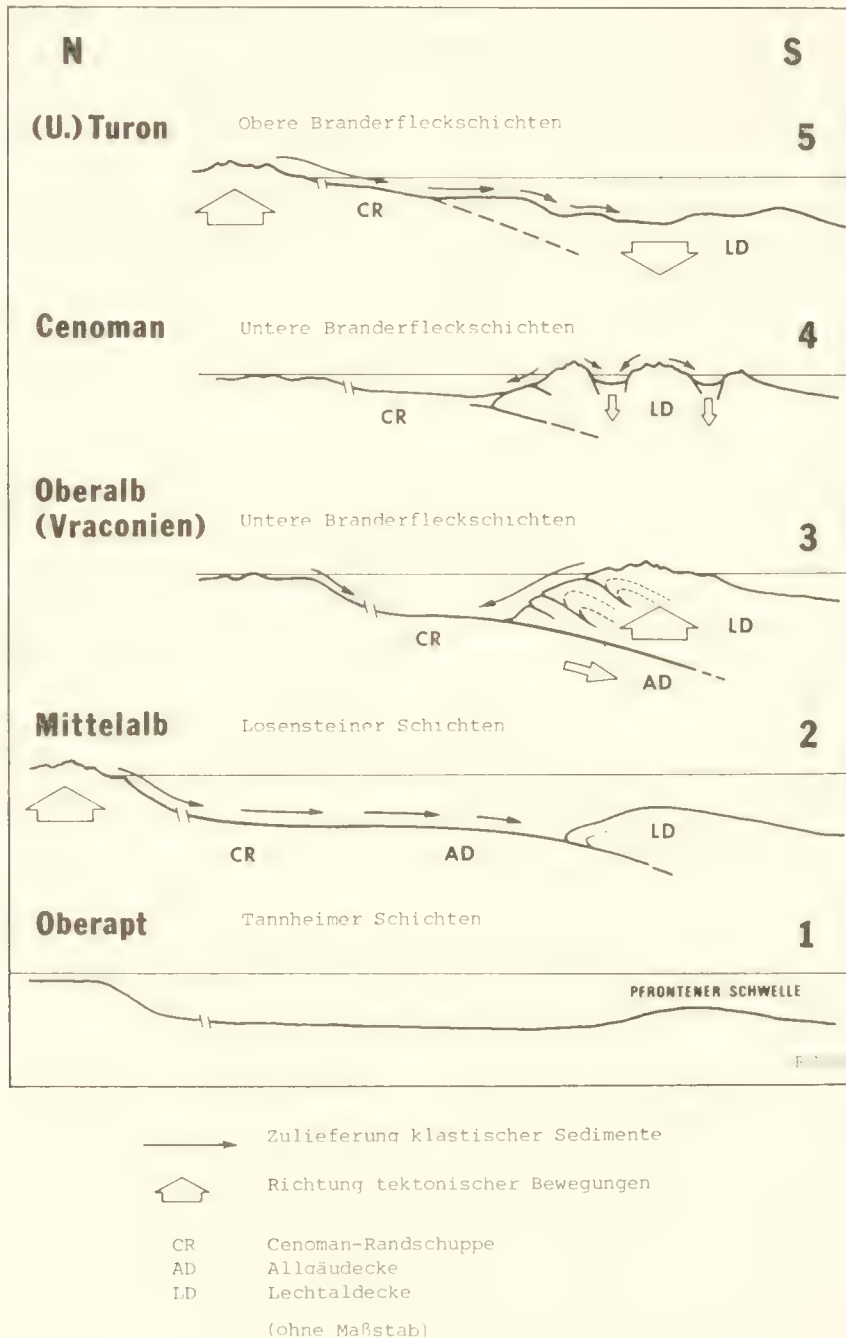 N S
(U.) Turon Obere Branderfleckschichten 5
CR
LD
Cenoman Untere Branderfleckschichten 4
CR LD
Oberalb
(Vraconien) Untere Branderfleckschichten 3
CR LD
AD
Mittelalb Losensteiner Schichten 2
LD
CR AD
Oberapt Tannheimer Schichten 1
PFRONTENER SCHWELLE
Zulieferung klastischer Sedimente
Richtung tektonischer Bewegungen
CR Cenoman-Randschuppe
AD Allgäudecke
LD Lechtaldecke
(ohne Maßstab)